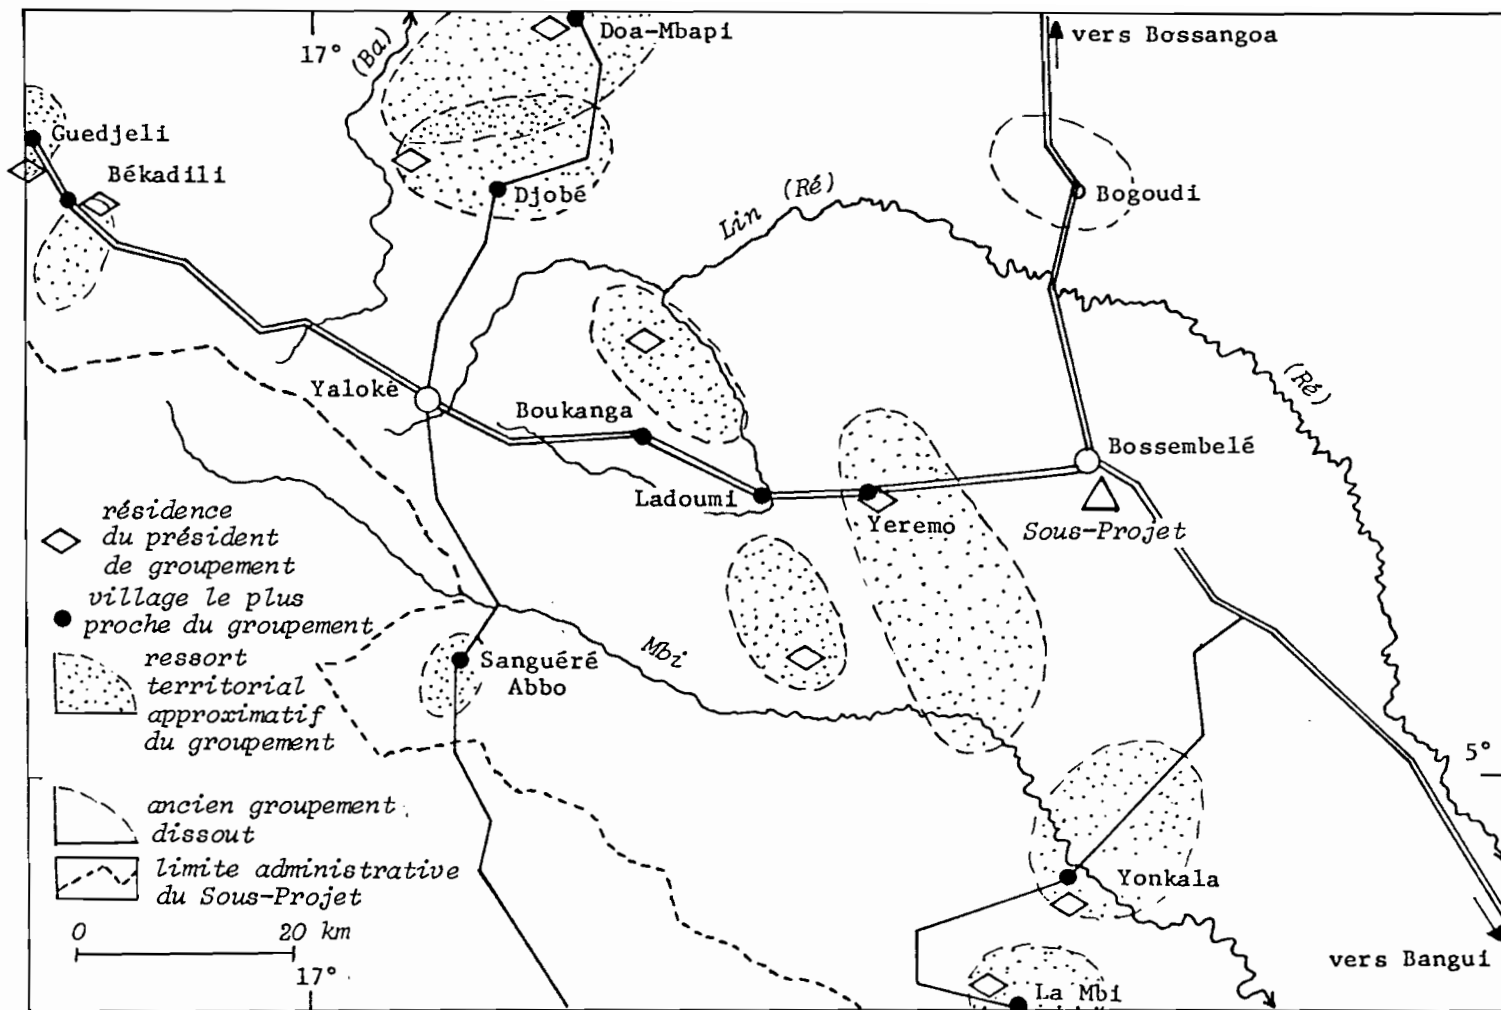 17°
(Ba)
Doa-Mbapi
vers Bossangoa
Guedjeli
Békadili
Djobé
Lin (Ré)
Bogoudi
(Ré)
Yalokè
Boukanga
Bossembelé
Ladoumi
Yeremo
Sous-Projet
résidence
du président
de groupement
village le plus
proche du groupement
Mbi
Sanguéré
Abbo
ressort
territorial
approximatif
du groupement
5°
ancien groupement
dissout
limite administrative
du Sous-Projet
Yonkala
0 20 km
17°
vers Bangui
La Mbi